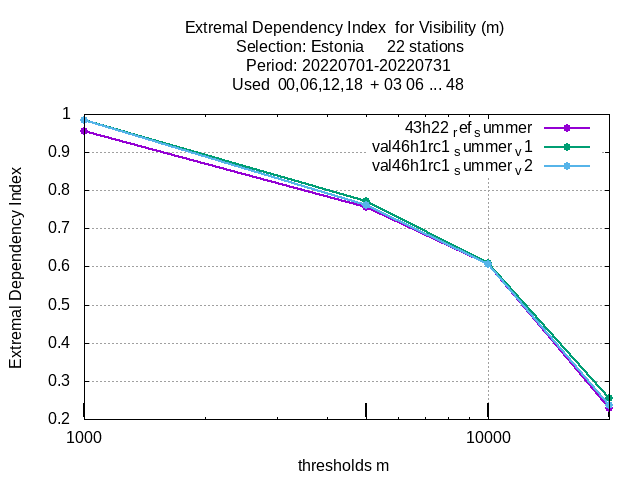 Extremal Dependency Index  for Visibility (m)
Selection: Estonia     22 stations
Period: 20220701-20220731
Used  00,06,12,18  + 03 06 ... 48
43h22 ref summer
val46h1rc1 summer v1
val46h1rc1 summer v2
1
0.9
0.8
0.7
0.6
0.5
0.4
0.3
0.2
Extremal Dependency Index
1000
10000
thresholds m